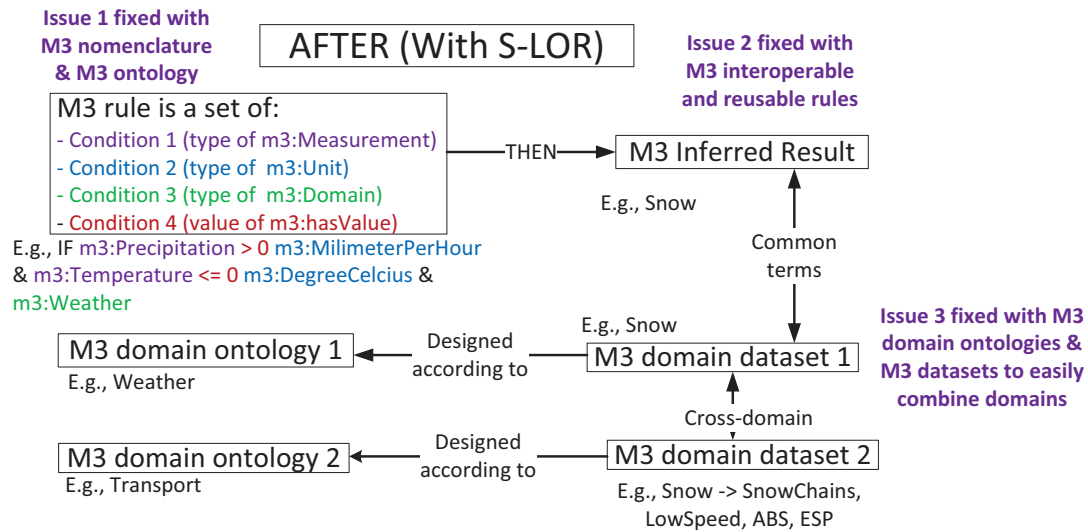 Issue 1 fixed with
M3 nomenclature
& M3 ontology
AFTER (With S-LOR)
Issue 2 fixed with
M3 interoperable
and reusable rules
M3 rule is a set of:
- Condition 1 (type of m3:Measurement)
- Condition 2 (type of  m3:Unit)
- Condition 3 (type of  m3:Domain)
- Condition 4 (value of m3:hasValue)
THEN
M3 Inferred Result
E.g., Snow
E.g., IF m3:Precipitation > 0 m3:MilimeterPerHour
& m3:Temperature <= 0 m3:DegreeCelcius &
m3:Weather
Common
terms
Issue 3 fixed with M3
domain ontologies &
M3 datasets to easily
combine domains
E.g., Snow
M3 domain ontology 1
Designed
according to
M3 domain dataset 1
E.g., Weather
Cross-domain
M3 domain ontology 2
Designed
according to
M3 domain dataset 2
E.g., Transport
E.g., Snow -> SnowChains,
LowSpeed, ABS, ESP